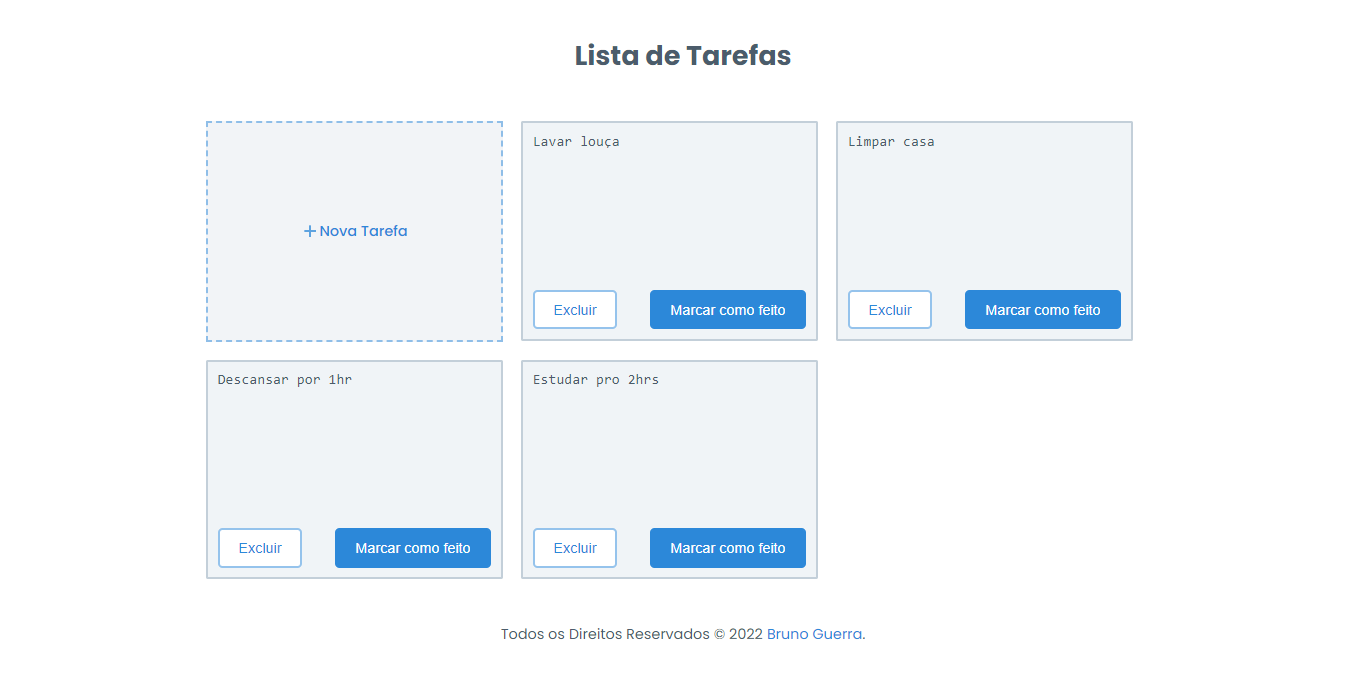 Lista de Tarefas
+ Nova Tarefa
Lavar louça
Excluir
Marcar como feito
Limpar casa
Excluir
Marcar como feito
Descansar por 1hr
Excluir
Marcar como feito
Estudar pro 2hrs
Excluir
Marcar como feito
Todos os Direitos Reservados © 2022 Bruno Guerra.